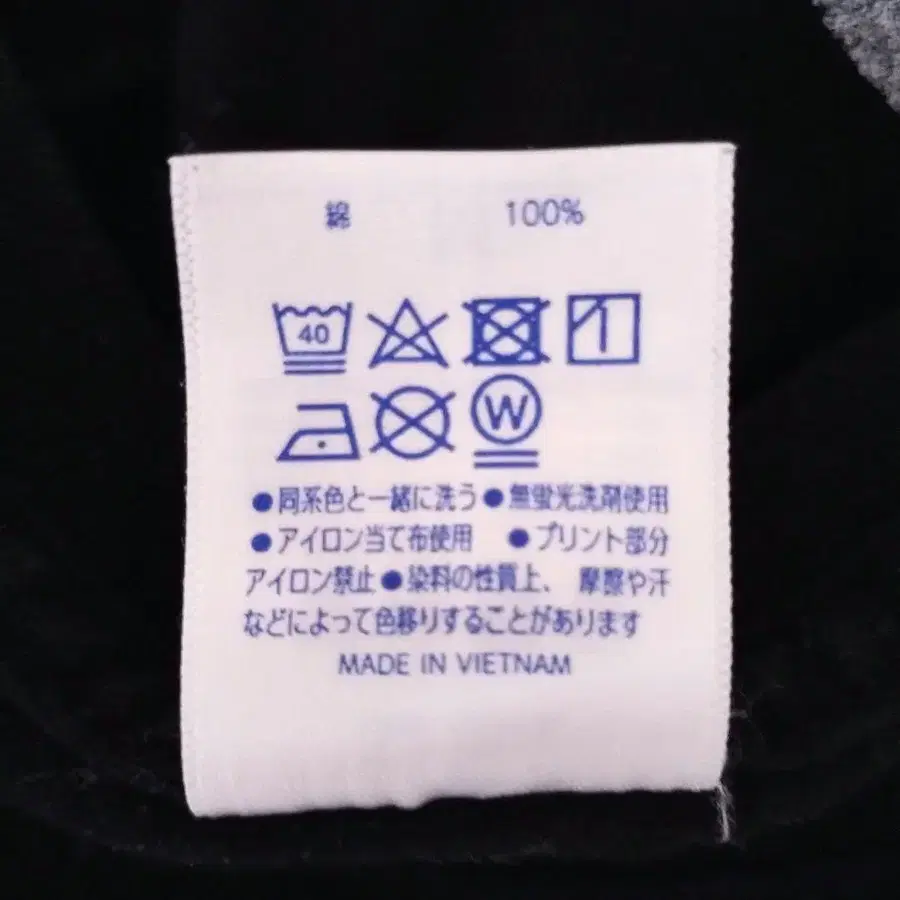 綿 100%
40
W
●同系色と一緒に洗う●無蛍光洗剤使用
●アイロン当て布使用 ●プリント部分
アイロン禁止●染料の性質上、摩擦や汗
などによって色移りすることがあります
MADE IN VIETNAM